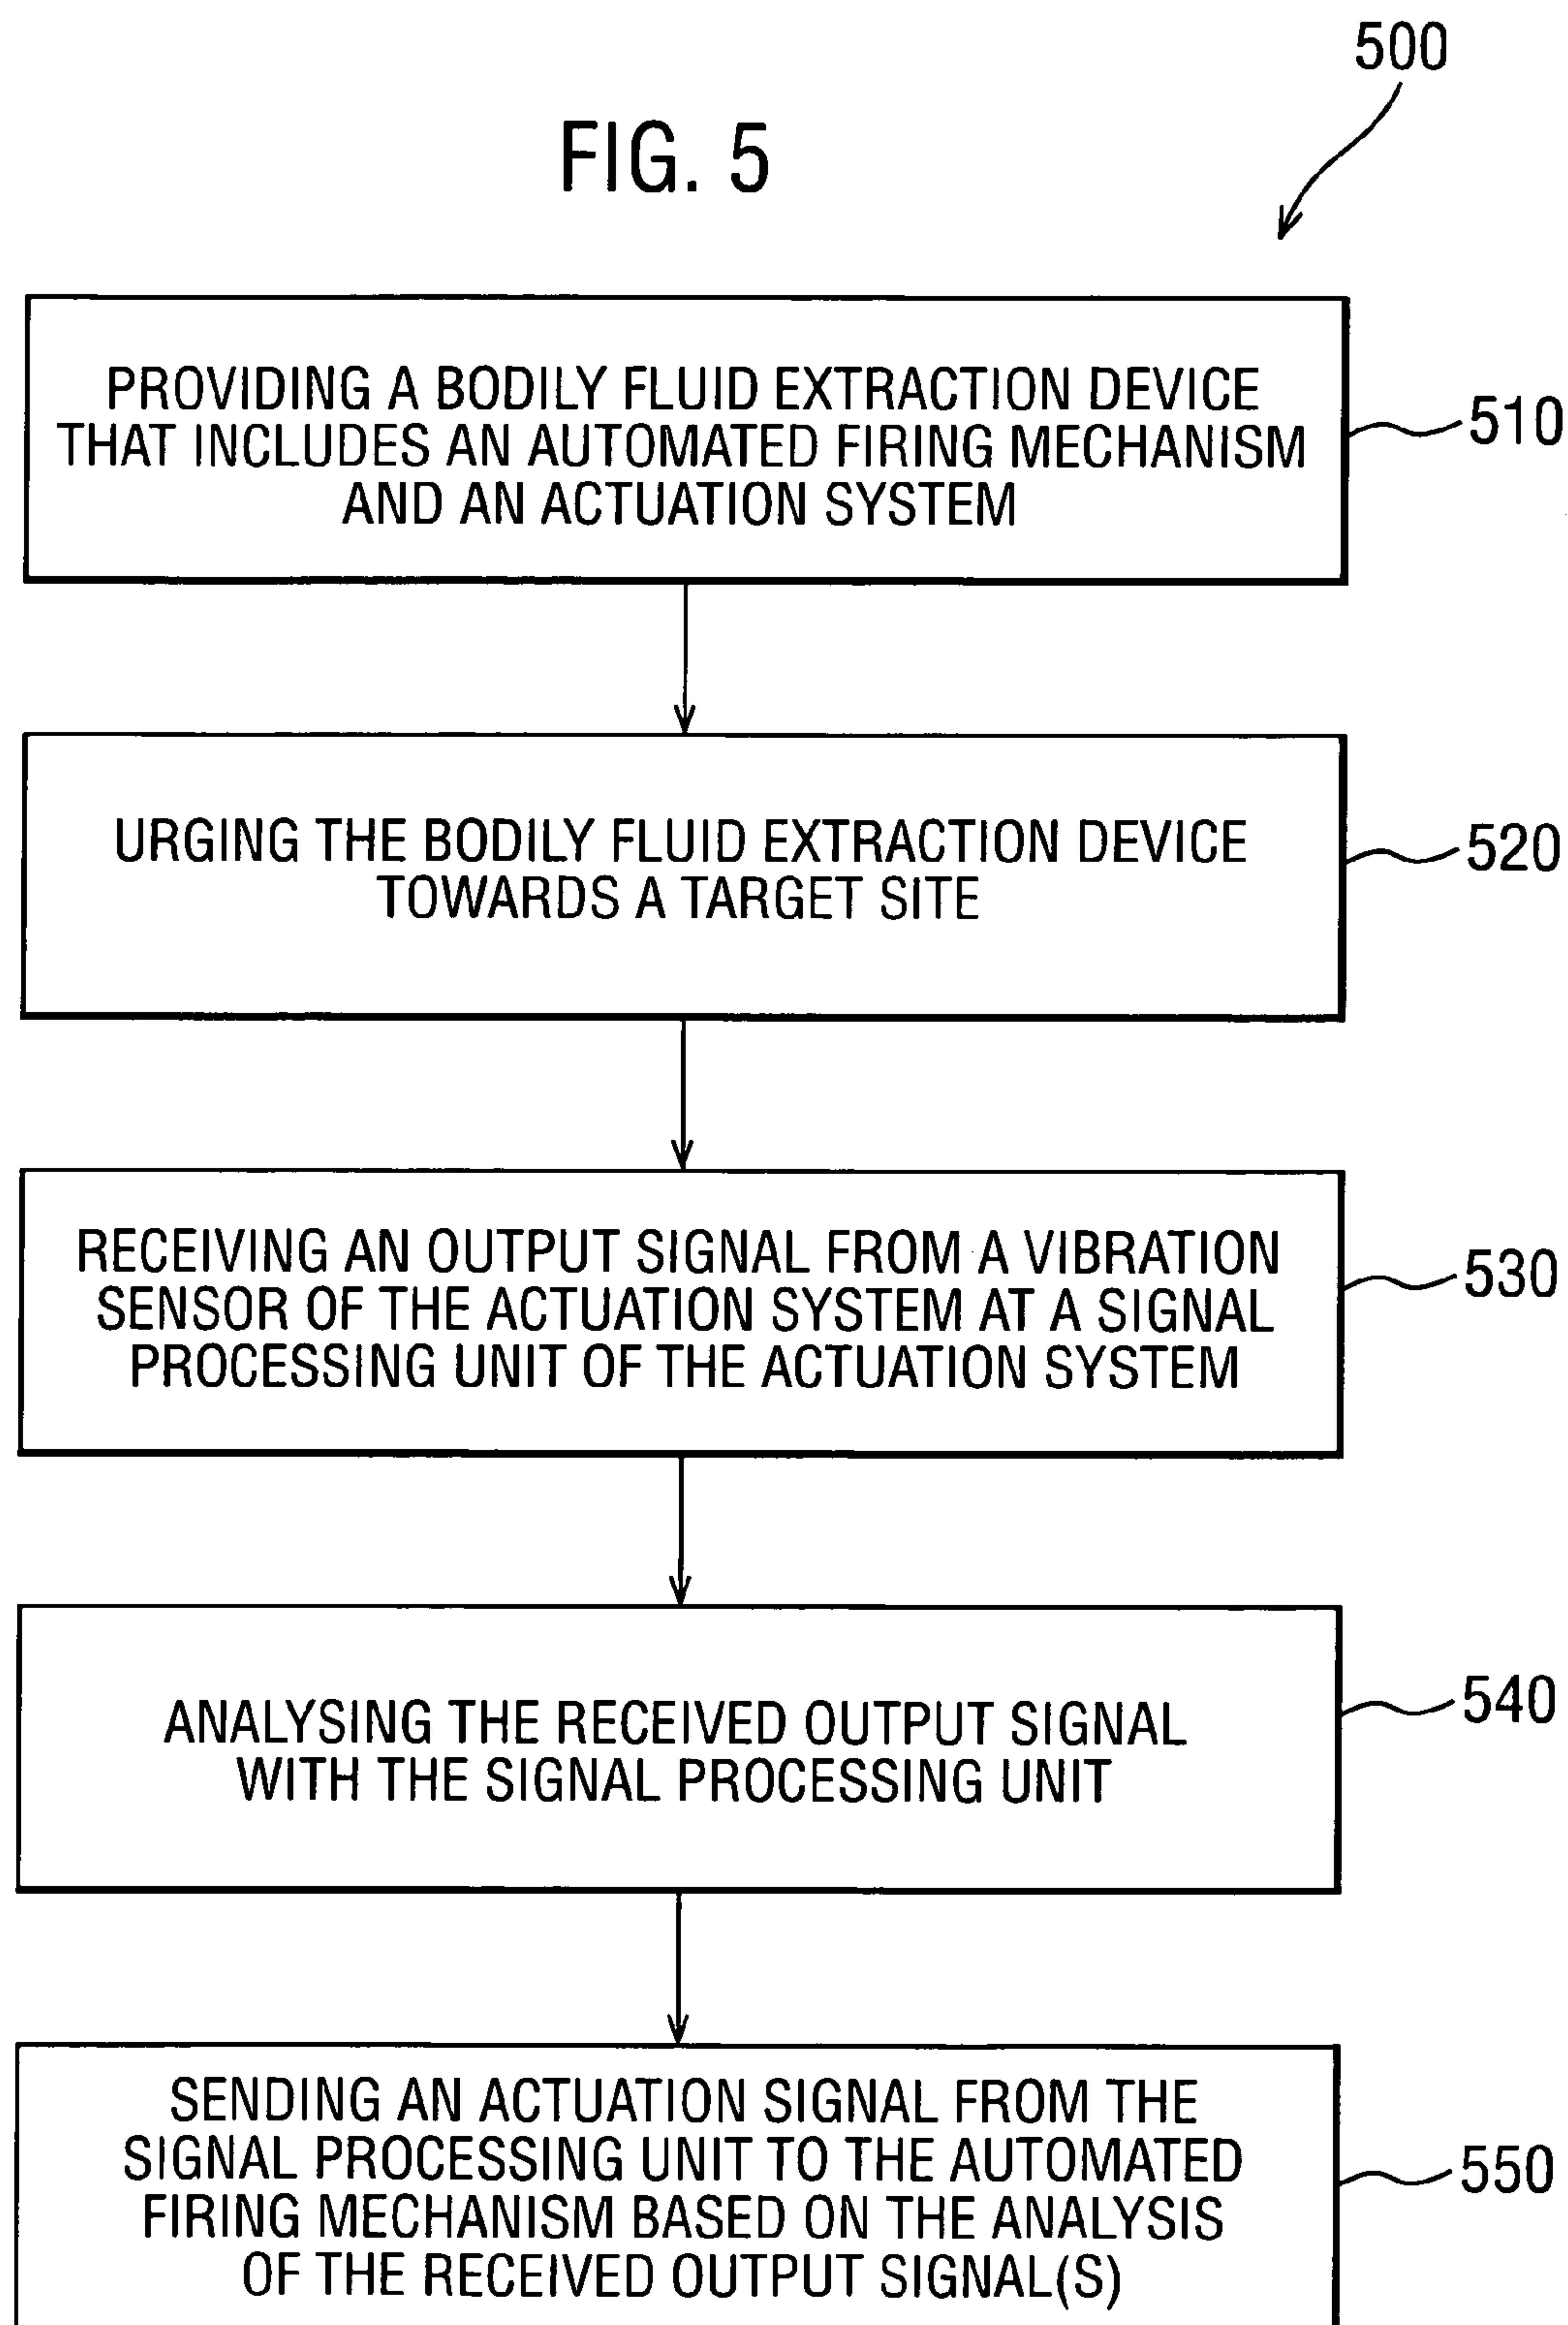 500
FIG. 5
PROVIDING A BODILY FLUID EXTRACTION DEVICE
THAT INCLUDES AN AUTOMATED FIRING MECHANISM
AND AN ACTUATION SYSTEM
510
URGING THE BODILY FLUID EXTRACTION DEVICE
TOWARDS A TARGET SITE
520
RECEIVING AN OUTPUT SIGNAL FROM A VIBRATION
SENSOR OF THE ACTUATION SYSTEM AT A SIGNAL
PROCESSING UNIT OF THE ACTUATION SYSTEM
530
ANALYSING THE RECEIVED OUTPUT SIGNAL
WITH THE SIGNAL PROCESSING UNIT
540
SENDING AN ACTUATION SIGNAL FROM THE
SIGNAL PROCESSING UNIT TO THE AUTOMATED
FIRING MECHANISM BASED ON THE ANALYSIS
OF THE RECEIVED OUTPUT SIGNAL(S)
550